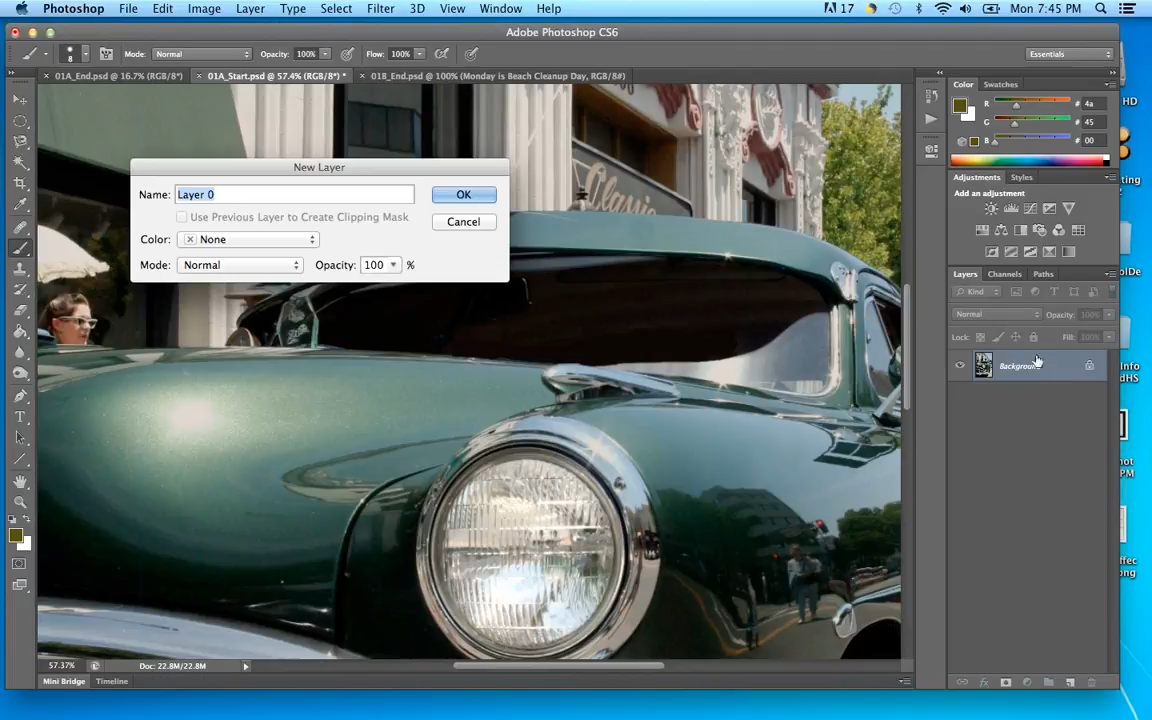 Photoshop File Edit Image Layer Type Select Filter 3D View Window Help 17 Mon 7:45 PM
Adobe Photoshop CS6
8 Mode: Normal Opacity: 100% Flow: 100% Essentials
01A_End.psd @ 16.7% (RGB/8*) 01A_Start.psd @ 57.4% (RGB/8*) * 01B_End.psd @ 100% (Monday is Beach Cleanup Day, RGB/8#)
Color Swatches
HD
R # 4a
G # 45
B # 00
New Layer
Name: Layer 0 OK
Use Previous Layer to Create Clipping Mask
Cancel
Color: None
Mode: Normal Opacity: 100 %
Classic
Adjustments Styles
Add an adjustment
Layers Channels Paths
Kind
Normal Opacity: 100%
Lock: Fill: 100%
Background
57.37% Doc: 22.8M/22.8M
Mini Bridge Timeline